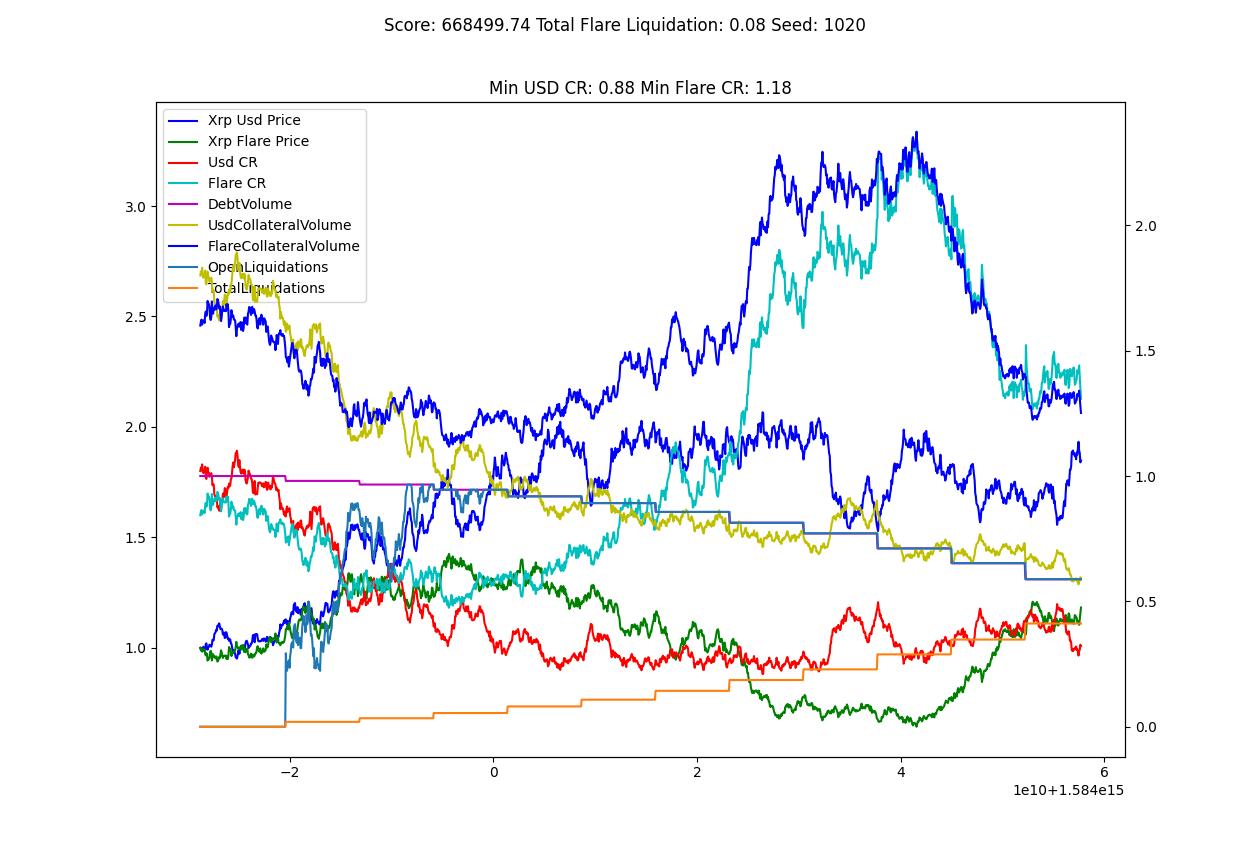 Score: 668499.74 Total Flare Liquidation: 0.08 Seed: 1020
Min USD CR: 0.88 Min Flare CR: 1.18
Xrp Usd Price
Xrp Flare Price
Usd CR
Flare CR
DebtVolume
UsdCollateralVolume
FlareCollateralVolume
OpenLiquidations
TotalLiquidations
3.0
2.5
2.0
1.5
1.0
2.0
1.5
1.0
0.5
0.0
−2
0
2
4
6
1e10+1.584e15